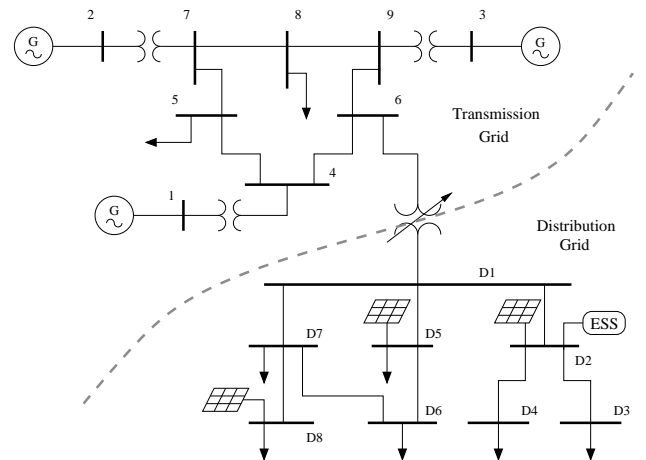 2
7
8
9
3
G
G
5
6
Transmission
Grid
4
1
G
Distribution
Grid
D1
D7
D5
ESS
D2
D6
D4
D3
D8